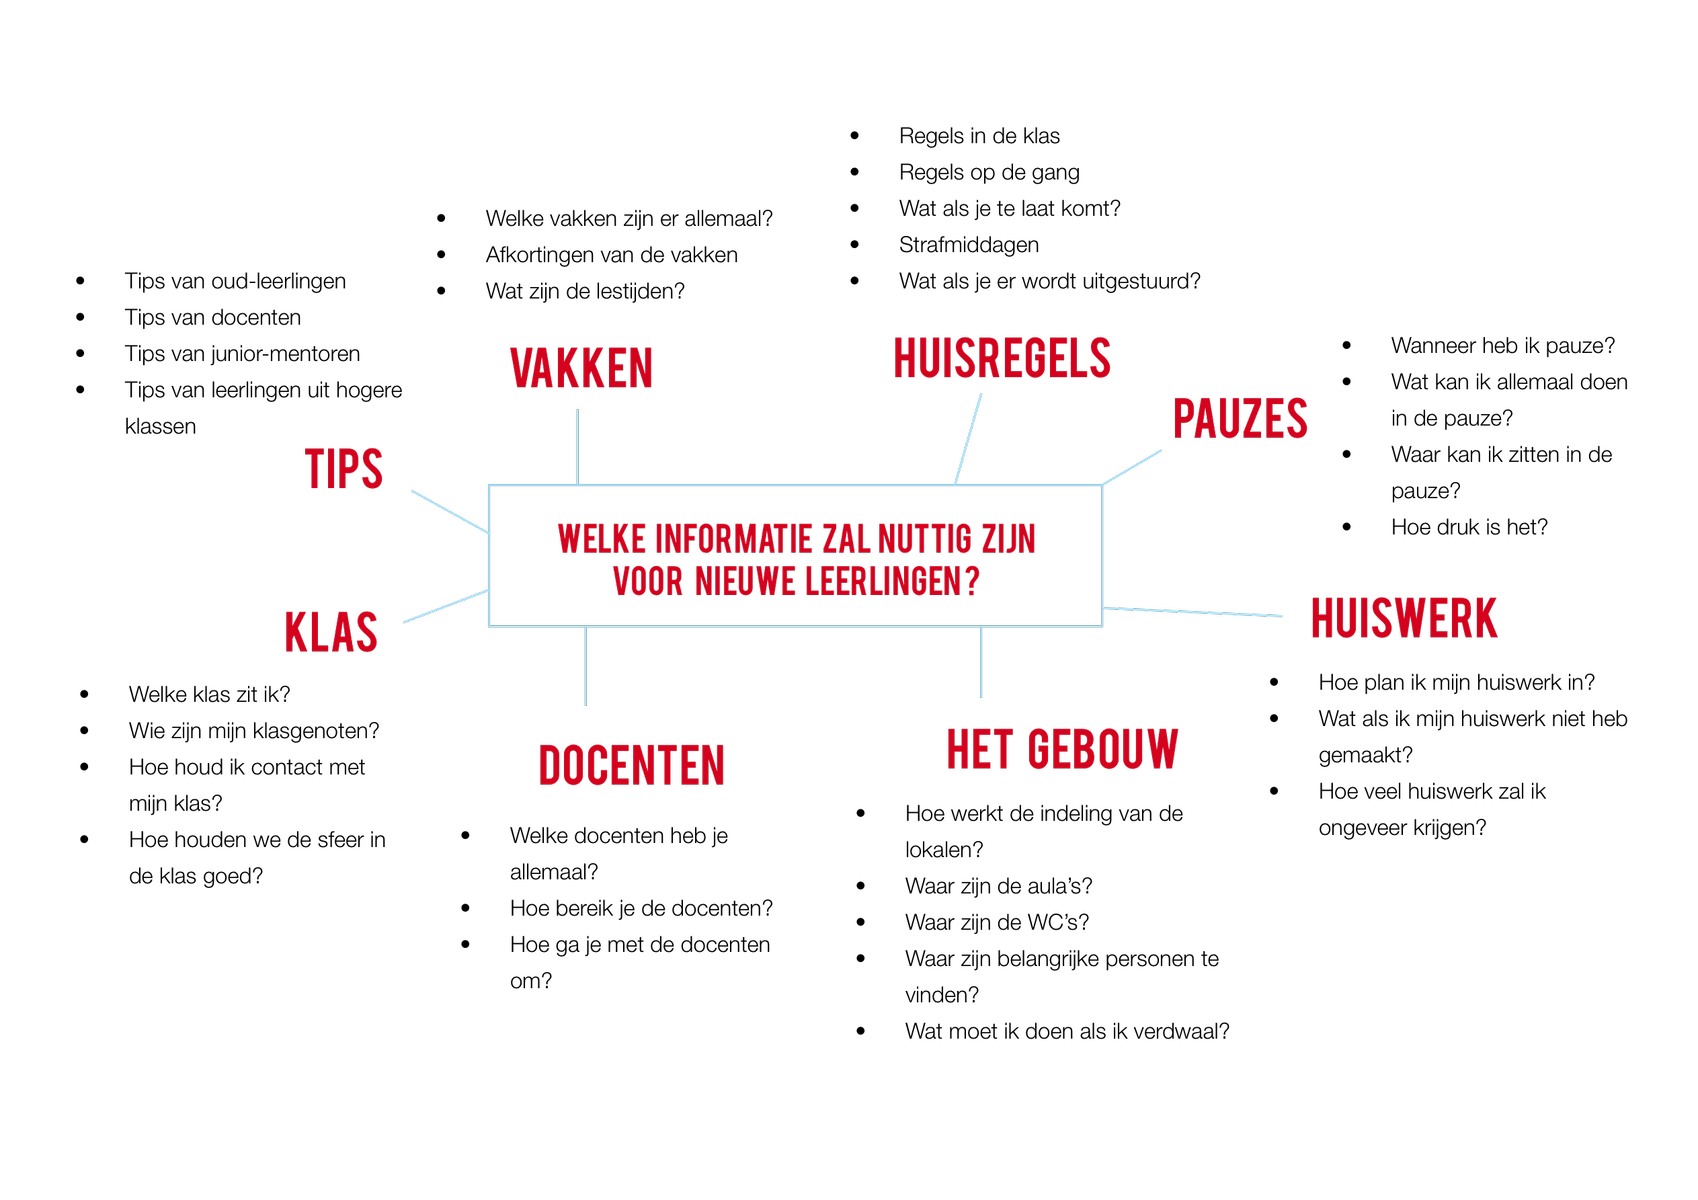 • Regels in de klas
• Regels op de gang
• Wat als je te laat komt?
• Strafmiddagen
• Wat als je er wordt uitgestuurd?
HUISREGELS
• Welke vakken zijn er allemaal?
• Afkortingen van de vakken
• Wat zijn de lestijden?
VAKKEN
• Tips van oud-leerlingen
• Tips van docenten
• Tips van junior-mentoren
• Tips van leerlingen uit hogere
klassen
TIPS
• Wanneer heb ik pauze?
• Wat kan ik allemaal doen
in de pauze?
• Waar kan ik zitten in de
pauze?
• Hoe druk is het?
PAUZES
WELKE INFORMATIE ZAL NUTTIG ZIJN
VOOR NIEUWE LEERLINGEN?
KLAS
• Welke klas zit ik?
• Wie zijn mijn klasgenoten?
• Hoe houd ik contact met
mijn klas?
• Hoe houden we de sfeer in
de klas goed?
DOCENTEN
• Welke docenten heb je
allemaal?
• Hoe bereik je de docenten?
• Hoe ga je met de docenten
om?
HET GEBOUW
• Hoe werkt de indeling van de
lokalen?
• Waar zijn de aula's?
• Waar zijn de WC's?
• Waar zijn belangrijke personen te
vinden?
• Wat moet ik doen als ik verdwaal?
HUISWERK
• Hoe plan ik mijn huiswerk in?
• Wat als ik mijn huiswerk niet heb
gemaakt?
• Hoe veel huiswerk zal ik
ongeveer krijgen?